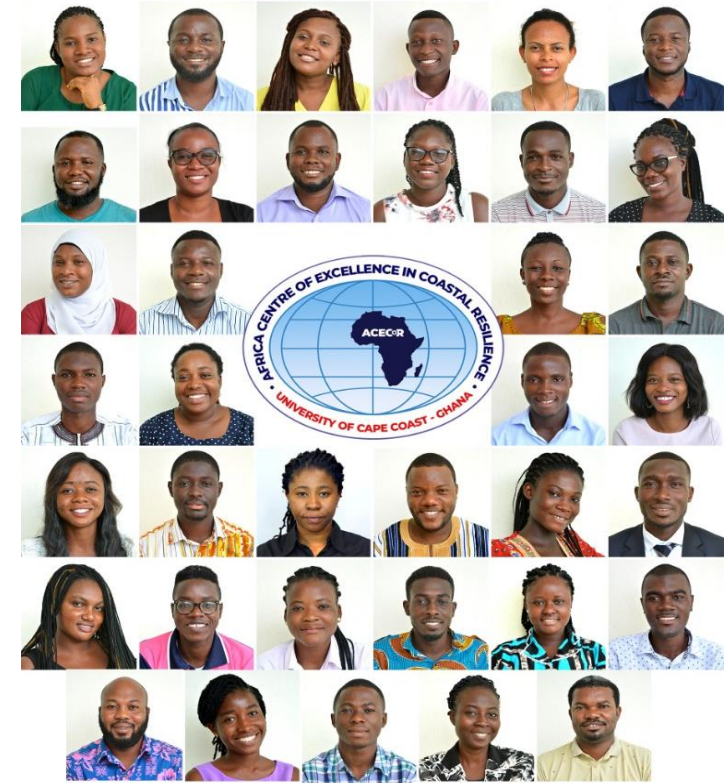 AFRICA CENTRE OF EXCELLENCE IN COASTAL RESILIENCE
ACECoR
UNIVERSITY OF CAPE COAST - GHANA